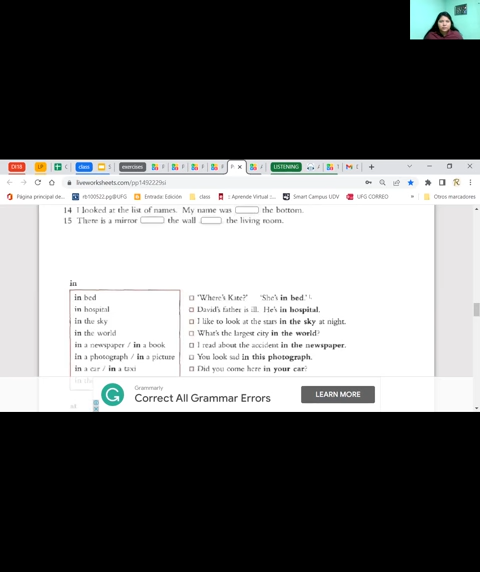 CI18
LP
class
exercises
LISTENING
liveworksheets.com/pp1492229si
Página principal de...
rb100522.pg@UFG
Entrada: Edición
class
:: Aprende Virtual ::...
Smart Campus UDV
UFG CORREO
Otros marcadores
14 I looked at the list of names. My name was the bottom.
15 There is a mirror the wall the living room.
in
in bed
in hospital
in the sky
in the world
in a newspaper / in a book
in a photograph / in a picture
in a car / in a taxi
'Where's Kate?' 'She's in bed.'
David's father is ill. He's in hospital.
I like to look at the stars in the sky at night.
What's the largest city in the world?
I read about the accident in the newspaper.
You look sad in this photograph.
Did you come here in your car?
Grammarly
Correct All Grammar Errors
LEARN MORE